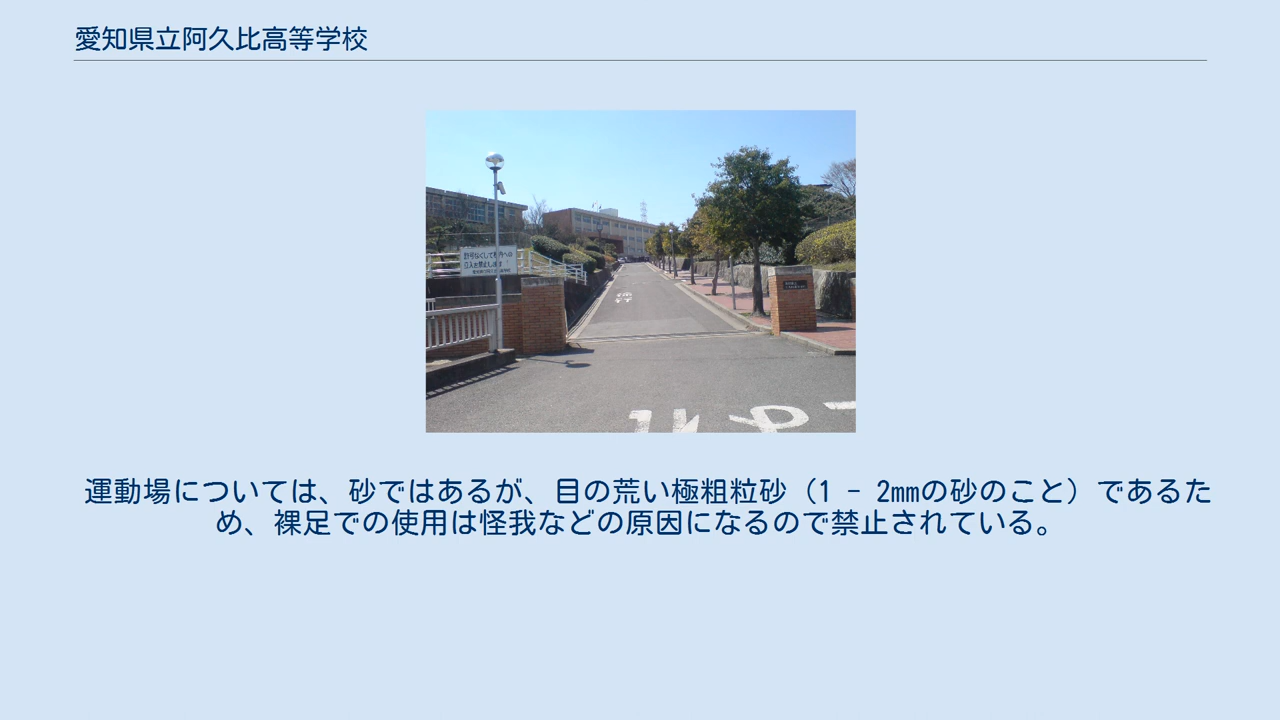 愛知県立阿久比高等学校
運動場については、砂ではあるが、目の荒い極粗粒砂（1 - 2mmの砂のこと）であるた
め、裸足での使用は怪我などの原因になるので禁止されている。